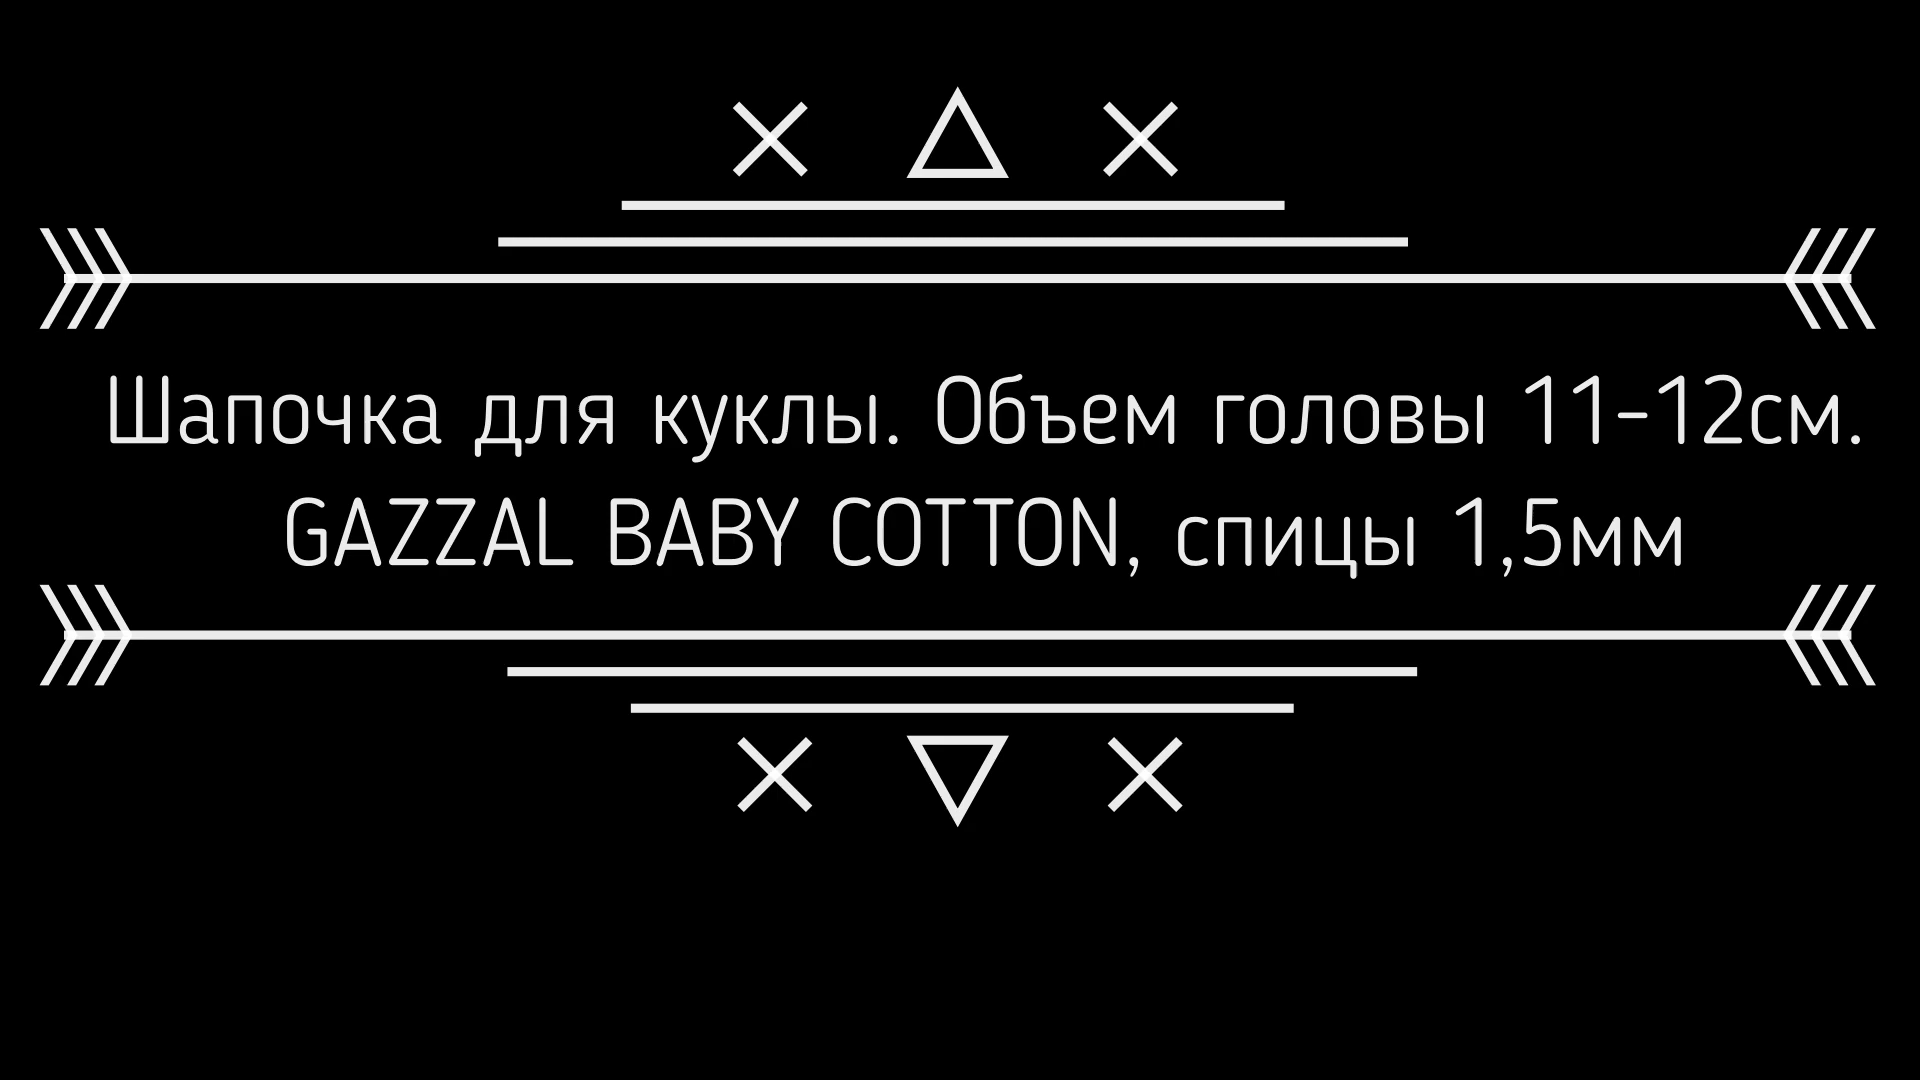 Шапочка для куклы. Объем головы 11-12см.
GAZZAL BABY COTTON, спицы 1,5мм